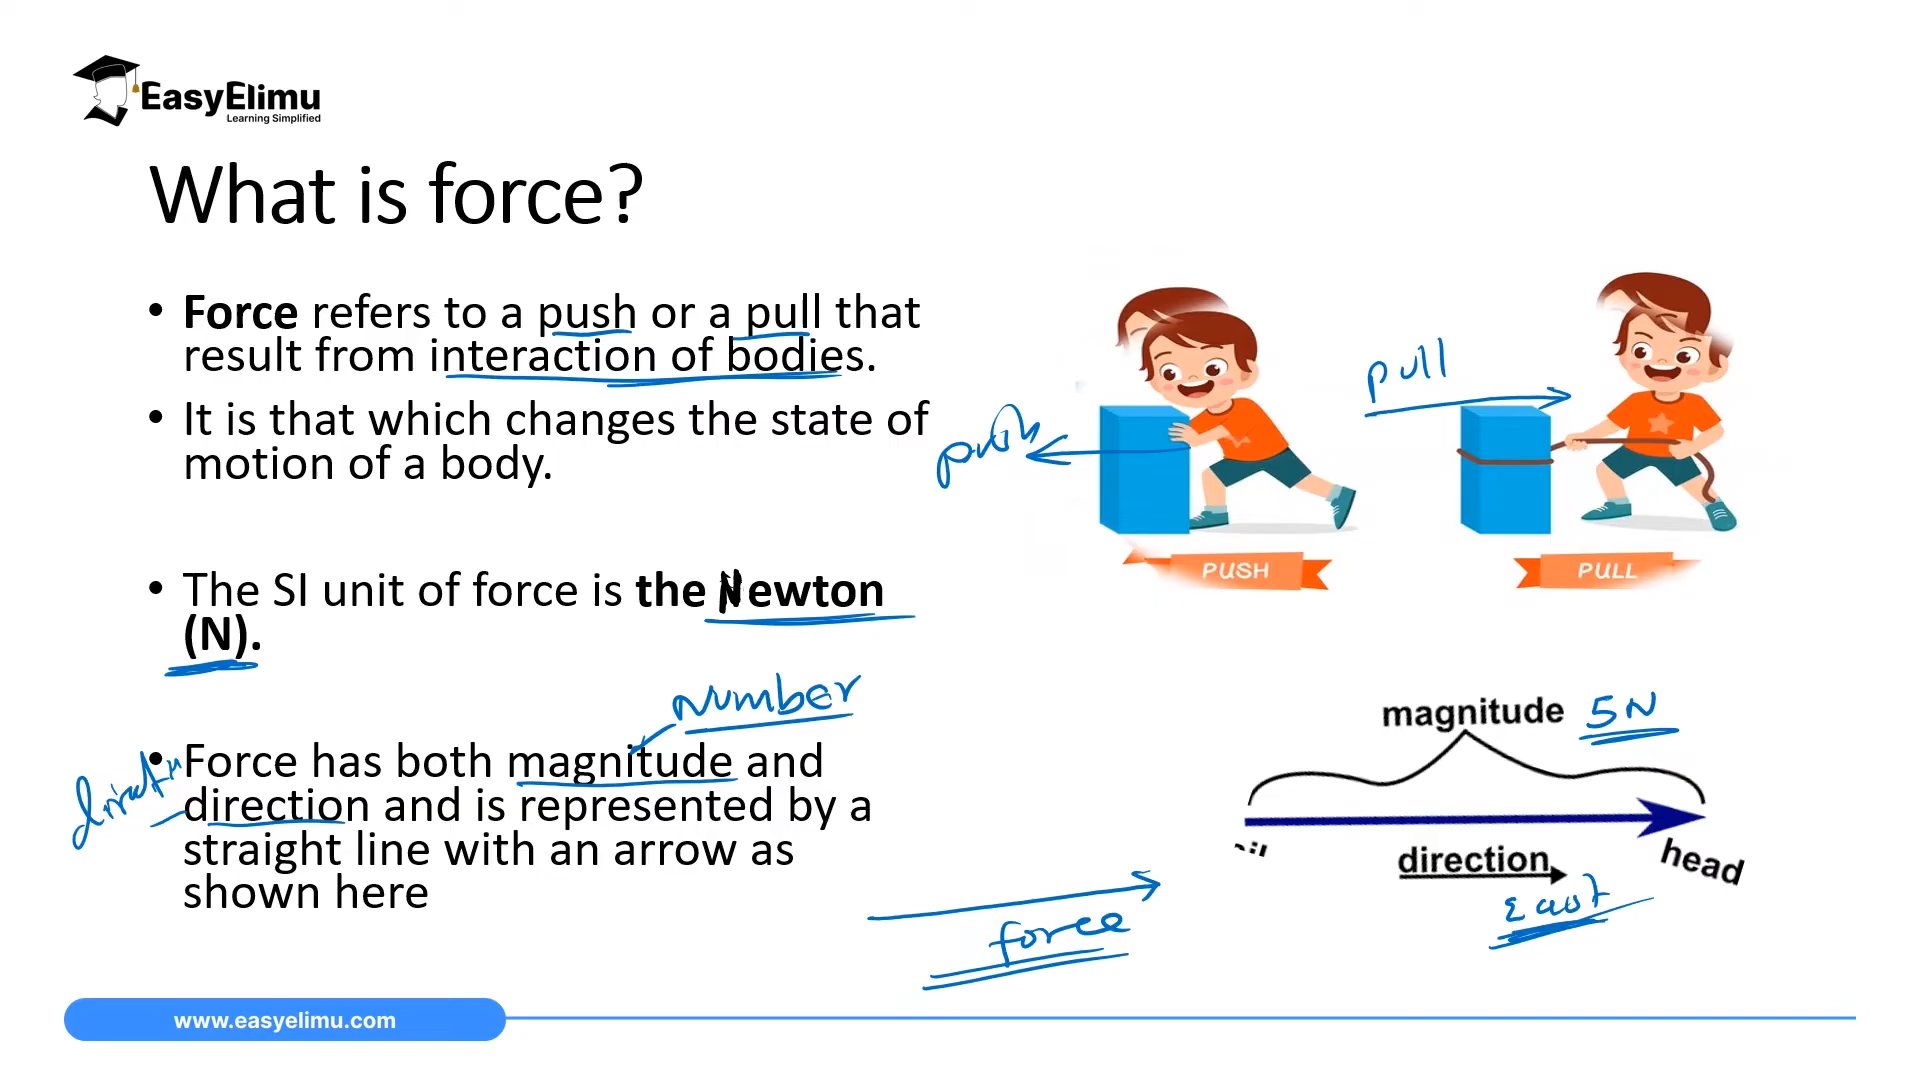 EasyElimu
Learning Simplified
What is force?
• Force refers to a push or a pull that
result from interaction of bodies.
• It is that which changes the state of
motion of a body.
• The SI unit of force is the Newton
(N).
Number
• Force has both magnitude and
direction and is represented by a
straight line with an arrow as
shown here
push
pull
PUSH
PULL
magnitude 5N
direction
head
East
force
www.easyelimu.com